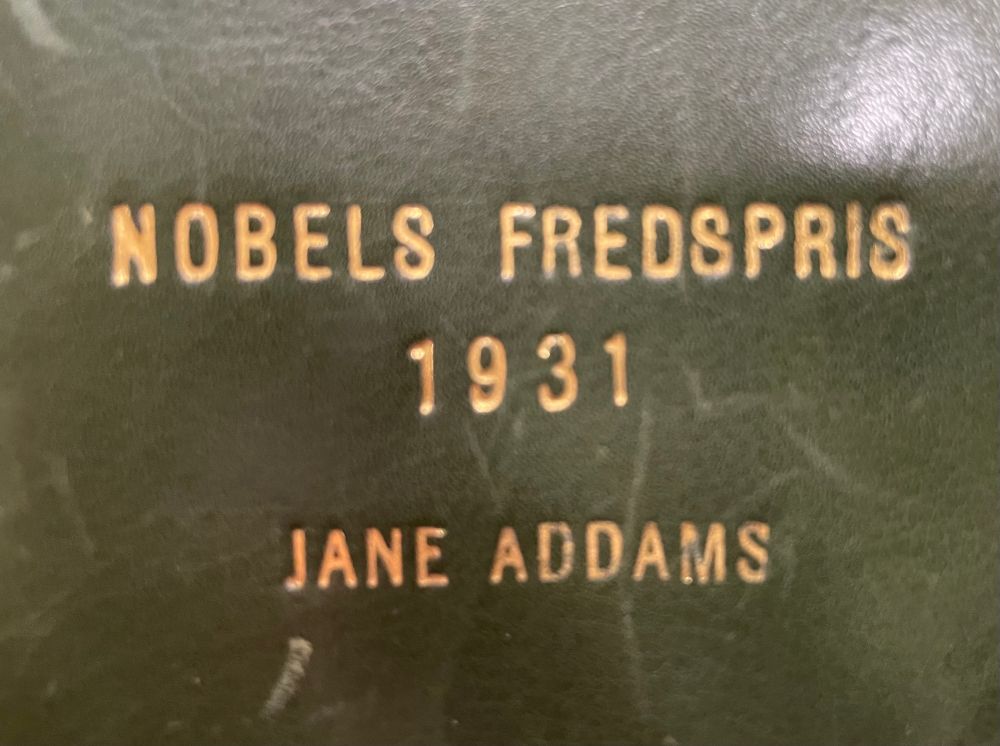 NOBELS FREDSPRIS
1931
JANE ADDAMS